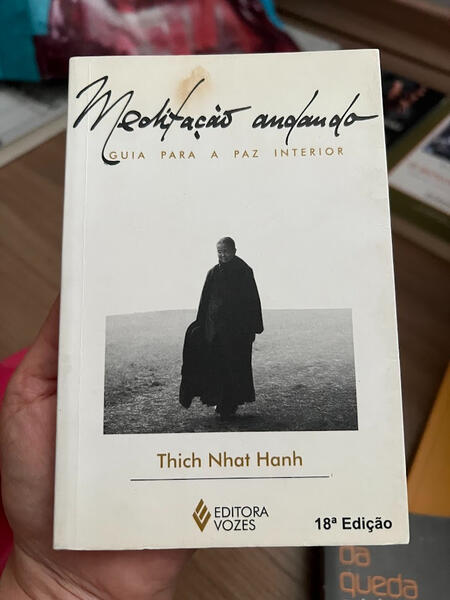 Meditação andando
GUIA PARA A PAZ INTERIOR
Thich Nhat Hanh
EDITORA
VOZES
18ª Edição
da
queda